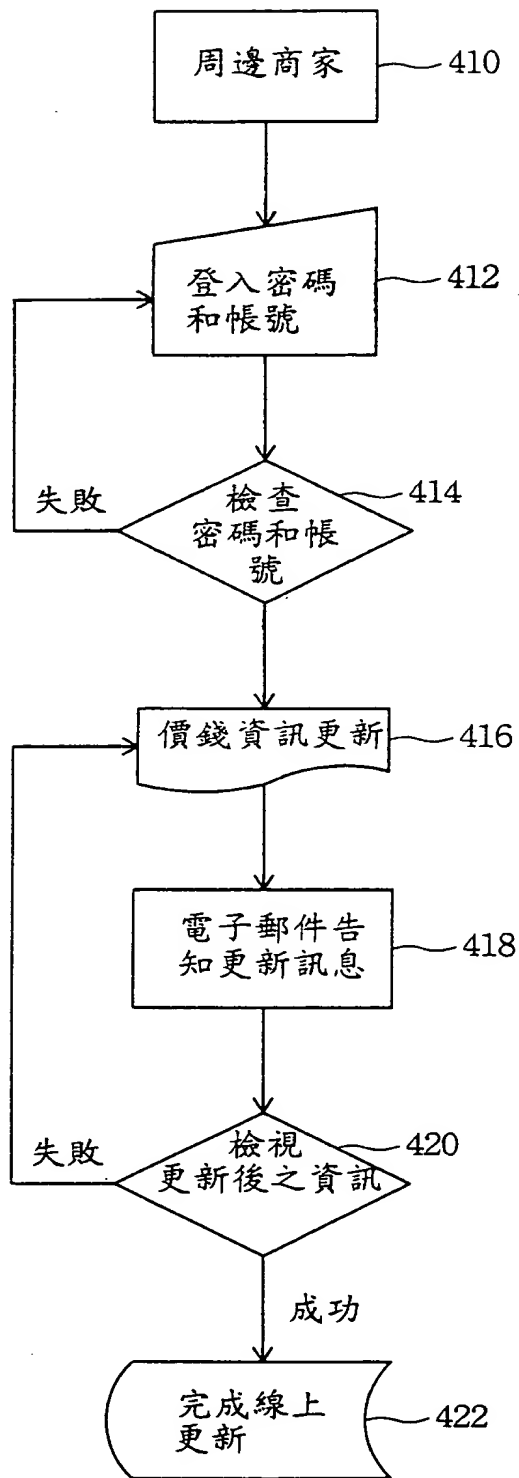 周邊商家
410
登入密碼
和帳號
412
失敗
檢查
密碼和帳
號
414
價錢資訊更新
416
電子郵件告
知更新訊息
418
失敗
檢視
更新後之資訊
420
成功
完成線上
更新
422